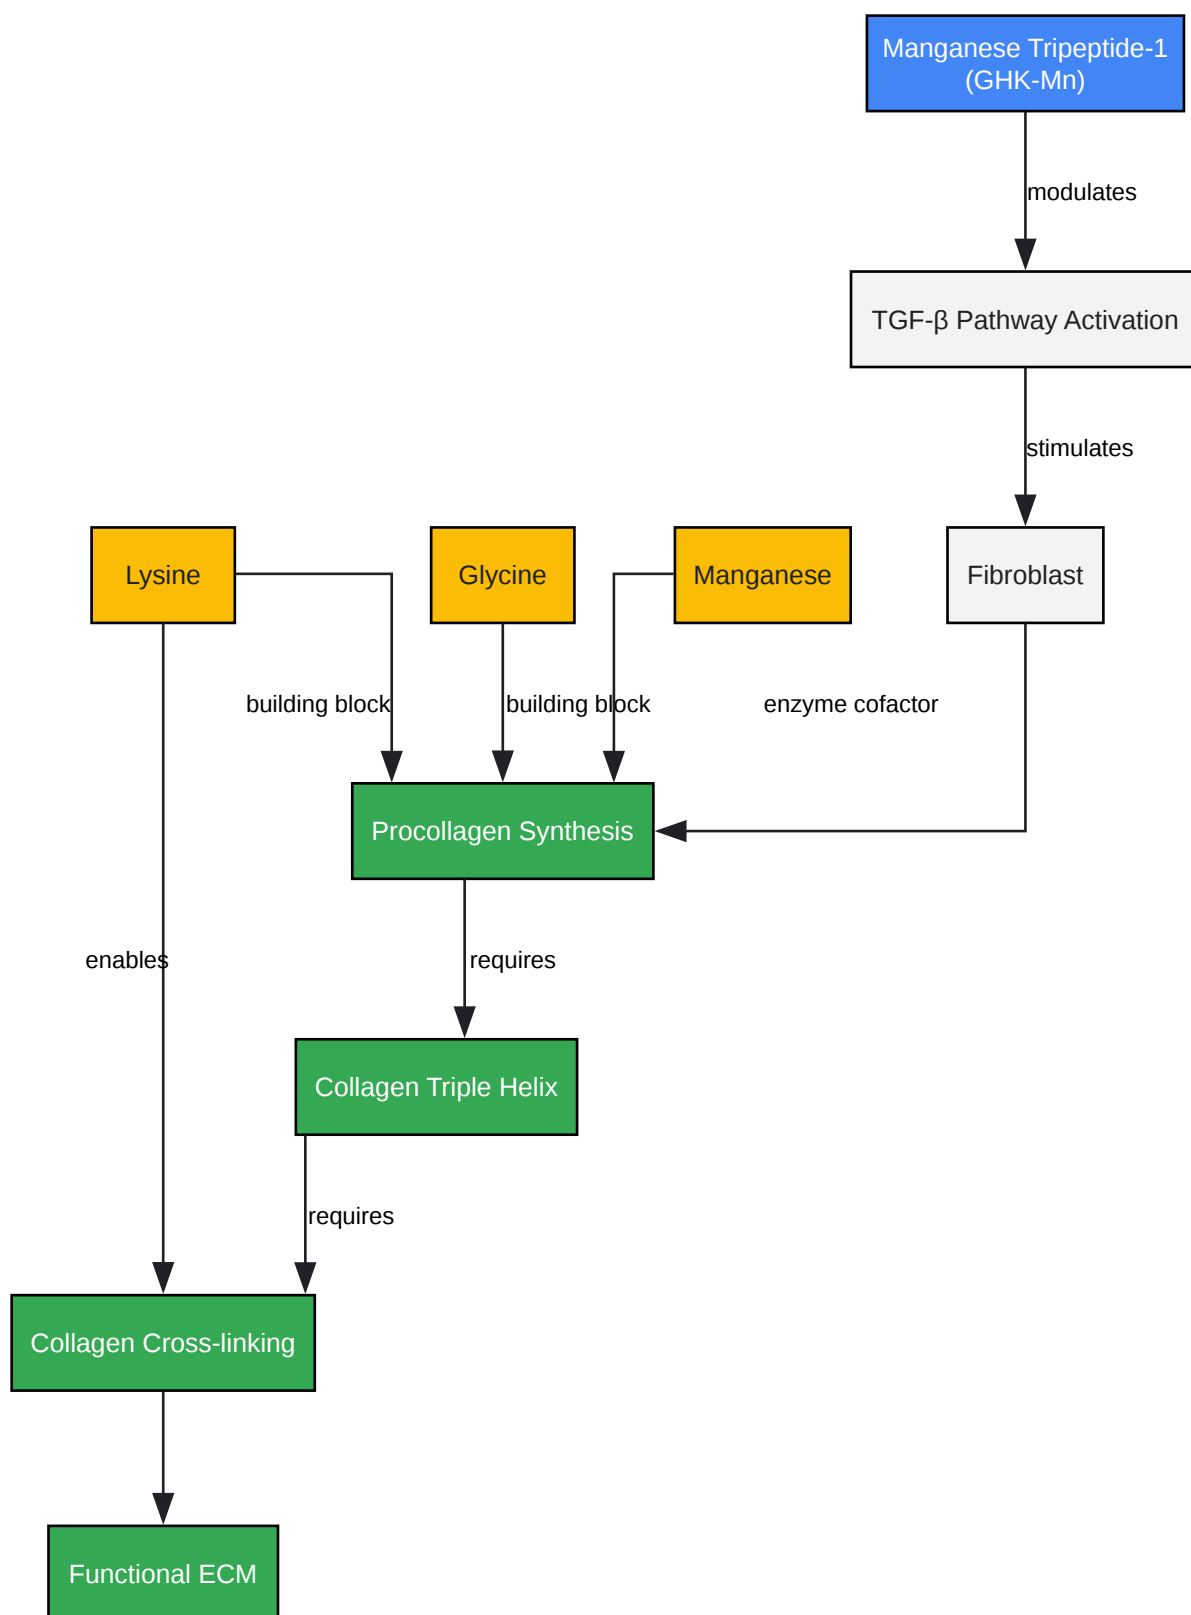 Manganese Tripeptide-1
(GHK-Mn)
modulates
TGF-β Pathway Activation
stimulates
Lysine
Glycine
Manganese
Fibroblast
building block
building block
enzyme cofactor
Procollagen Synthesis
enables
requires
Collagen Triple Helix
requires
Collagen Cross-linking
Functional ECM